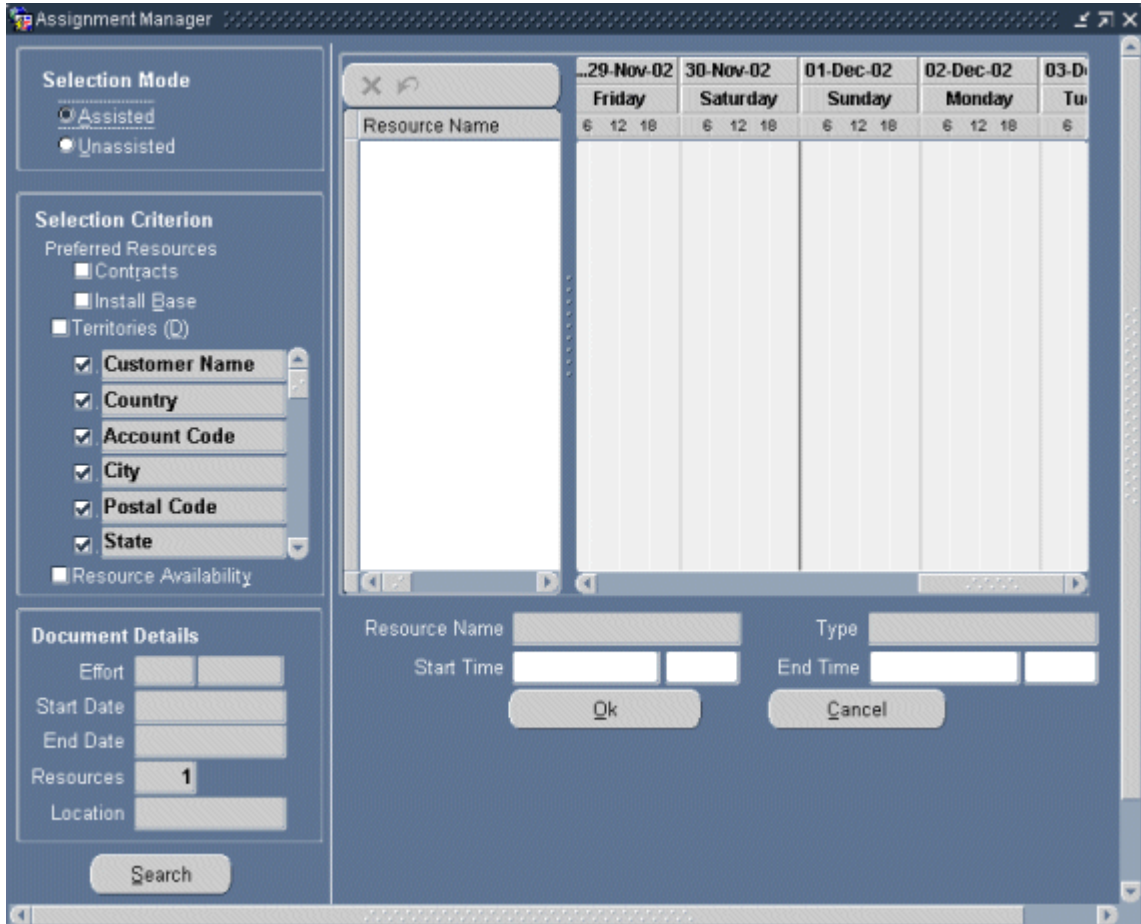 Assignment Manager
Selection Mode
Assisted
Unassisted
Selection Criterion
Preferred Resources
Contracts
Install Base
Territories (D)
Customer Name
Country
Account Code
City
Postal Code
State
Resource Availability
Document Details
Effort
Start Date
End Date
Resources 1
Location
Search
Resource Name
...29-Nov-02 30-Nov-02 01-Dec-02 02-Dec-02 03-D
Friday Saturday Sunday Monday Tu
6 12 18 6 12 18 6 12 18 6 12 18 6
Resource Name Type
Start Time End Time
Ok Cancel